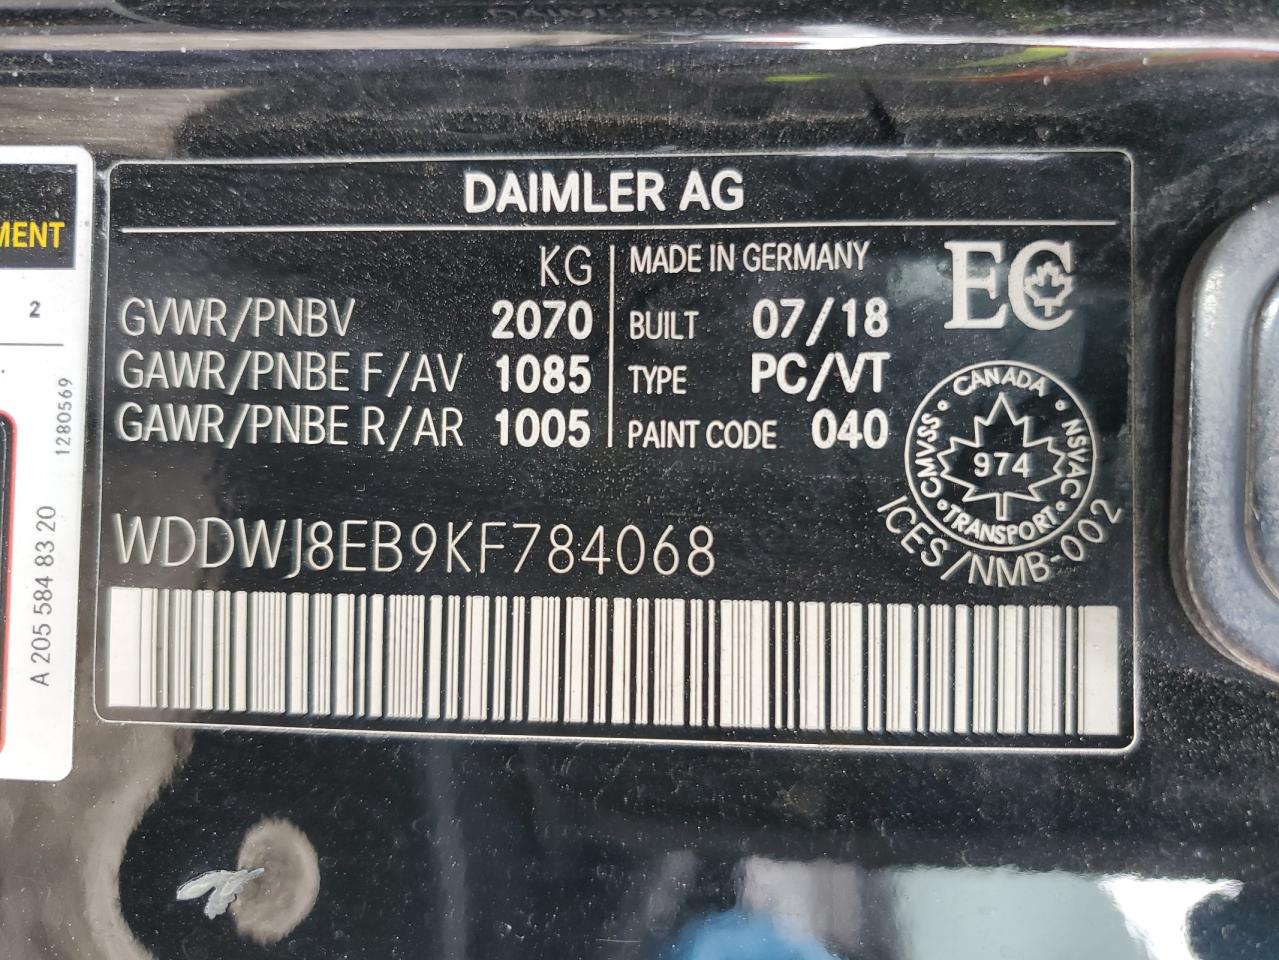 DAIMLER AG
KG
GVWR/PNBV 2070
GAWR/PNBE F/AV 1085
GAWR/PNBE R/AR 1005
MADE IN GERMANY
BUILT 07/18
TYPE PC/VT
PAINT CODE 040
EC
CANADA
CMVSS
NSVAC
974
TRANSPORT
ICES/NMB-002
WDDWJ8EB9KF784068
MENT
2
1280569
A 205 584 83 20